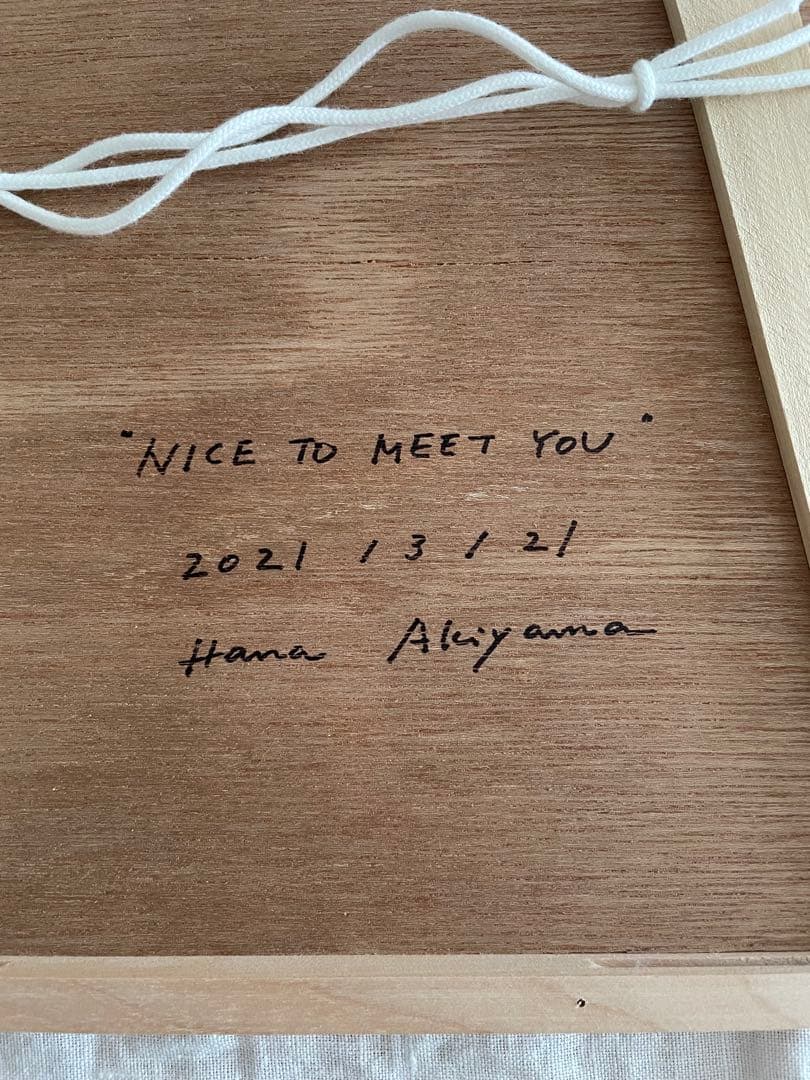 "NICE TO MEET YOU"
2021 / 3 / 21
Hana Akiyama